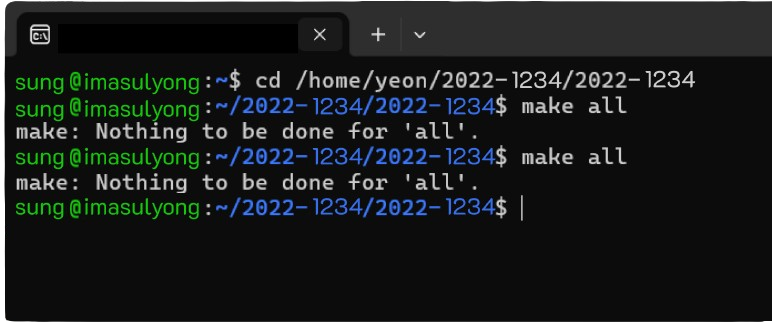 sung@imasulyong:~$ cd /home/yeon/2022-1234/2022-1234
sung@imasulyong:~/2022-1234/2022-1234$ make all
make: Nothing to be done for 'all'.
sung@imasulyong:~/2022-1234/2022-1234$ make all
make: Nothing to be done for 'all'.
sung@imasulyong:~/2022-1234/2022-1234$